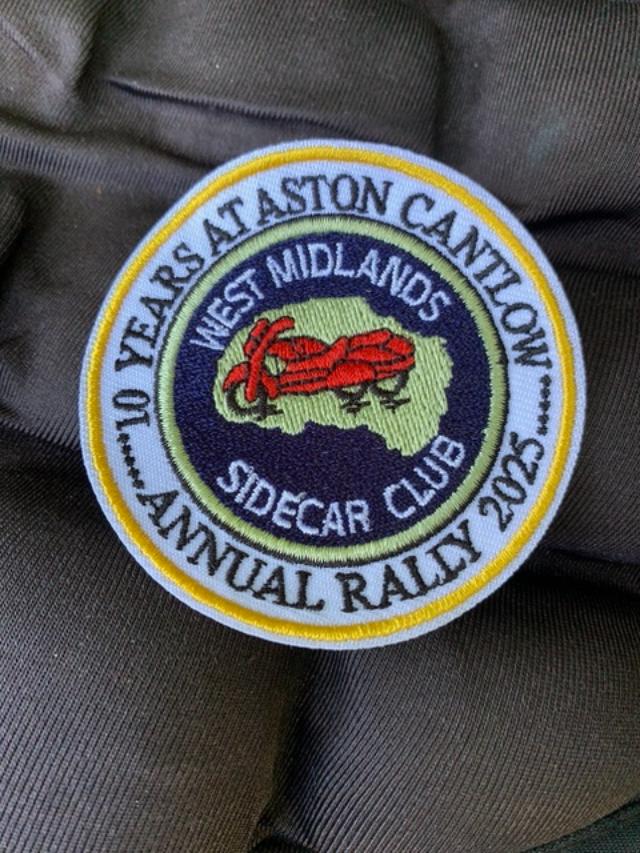 10 YEARS AT ASTON CANTLOW
WEST MIDLANDS
SIDECAR CLUB
ANNUAL RALLY 2025